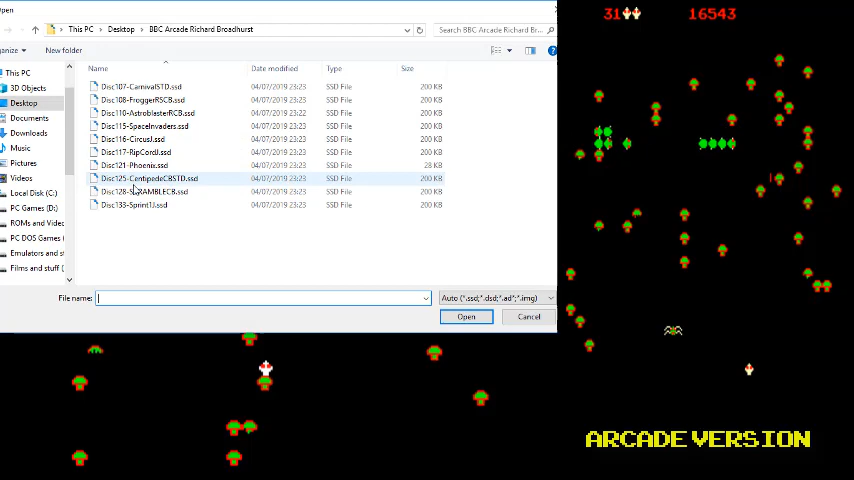 Open
This PC > Desktop > BBC Arcade Richard Broadhurst
Search BBC Arcade Richard Br...
ganize
New folder
Name Date modified Type Size
This PC
3D Objects
Desktop
Documents
Downloads
Music
Pictures
Videos
Local Disk (C:)
PC Games (D:)
ROMs and Videc
PC DOS Games (
Emulators and st
Films and stuff (
Disc107-CarnivalSTD.ssd 04/07/2019 23:23 SSD File 200 KB
Disc108-FroggerRSCB.ssd 04/07/2019 23:23 SSD File 200 KB
Disc110-AstroblasterRCB.ssd 04/07/2019 23:22 SSD File 200 KB
Disc115-SpaceInvaders.ssd 04/07/2019 23:23 SSD File 200 KB
Disc116-CircusJ.ssd 04/07/2019 23:23 SSD File 200 KB
Disc117-RipCordJ.ssd 04/07/2019 23:23 SSD File 200 KB
Disc121-Phoenix.ssd 04/07/2019 23:23 SSD File 28 KB
Disc125-CentipedeCBSTD.ssd 04/07/2019 23:23 SSD File 200 KB
Disc128-SCRAMBLECB.ssd 04/07/2019 23:23 SSD File 200 KB
Disc133-Sprint1J.ssd 04/07/2019 23:23 SSD File 200 KB
File name:
Auto (*.ssd;*.dsd;*.ad*;*.img)
Open
Cancel
31 16543
ARCADE VERSION